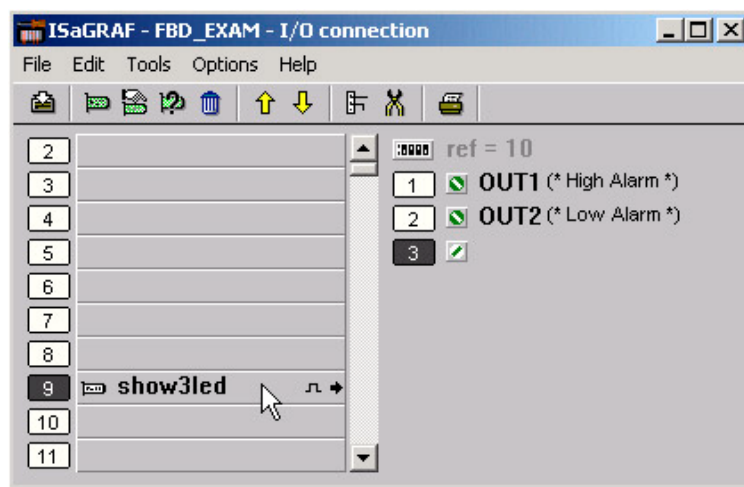 ISaGRAF - FBD_EXAM - I/O connection
File Edit Tools Options Help
2
3
4
5
6
7
8
9 show3led
10
11
ref = 10
1 OUT1 (* High Alarm *)
2 OUT2 (* Low Alarm *)
3